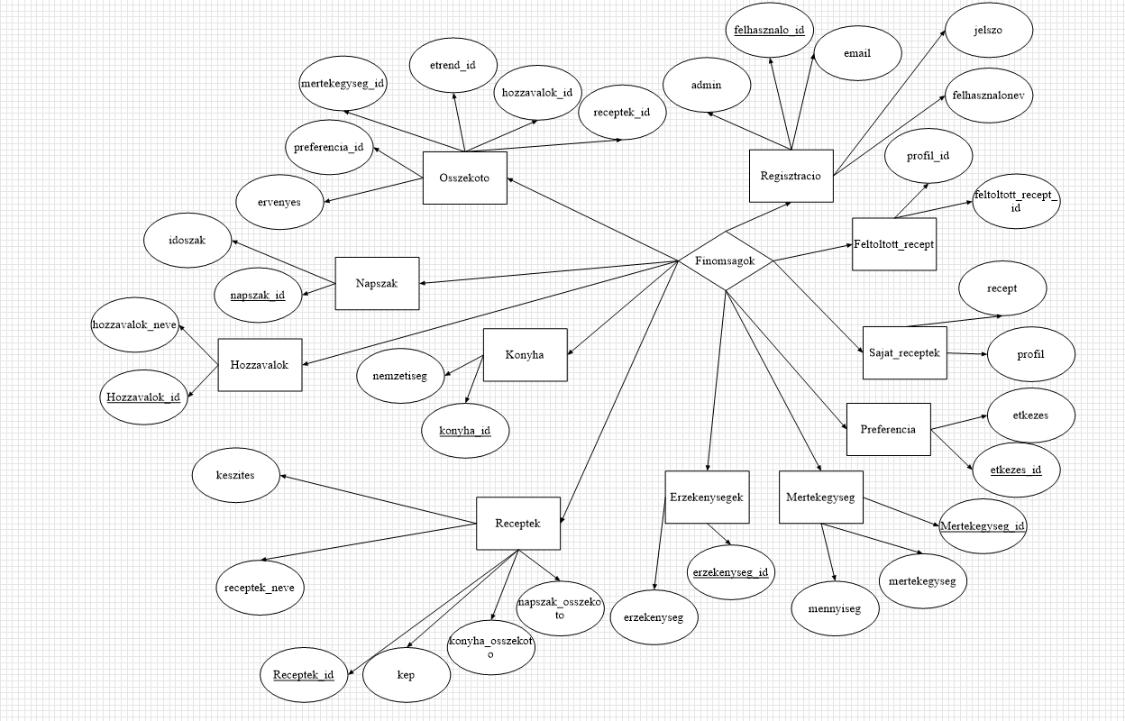 felhasznalo_id
jelszo
email
etrend_id
mertekegyseg_id
hozzavalok_id
admin
felhasznalonev
receptek_id
preferencia_id
profil_id
Osszekoto
Regisztracio
ervenyes
feltoltott_recept_
id
idoszak
Feltoltott_recept
Finomsagok
napszak_id
Napszak
recept
hozzavalok_neve
Konyha
Sajat_receptek
profil
Hozzavalok
nemzetiseg
Hozzavalok_id
konyha_id
Preferencia
etkezes
etkezes_id
keszites
Erzekenysegek
Mertekegyseg
Receptek
Mertekegyseg_id
erzekenyseg_id
mertekegyseg
receptek_neve
napszak_osszeko
to
mennyiseg
erzekenyseg
konyha_osszekot
o
Receptek_id
kep